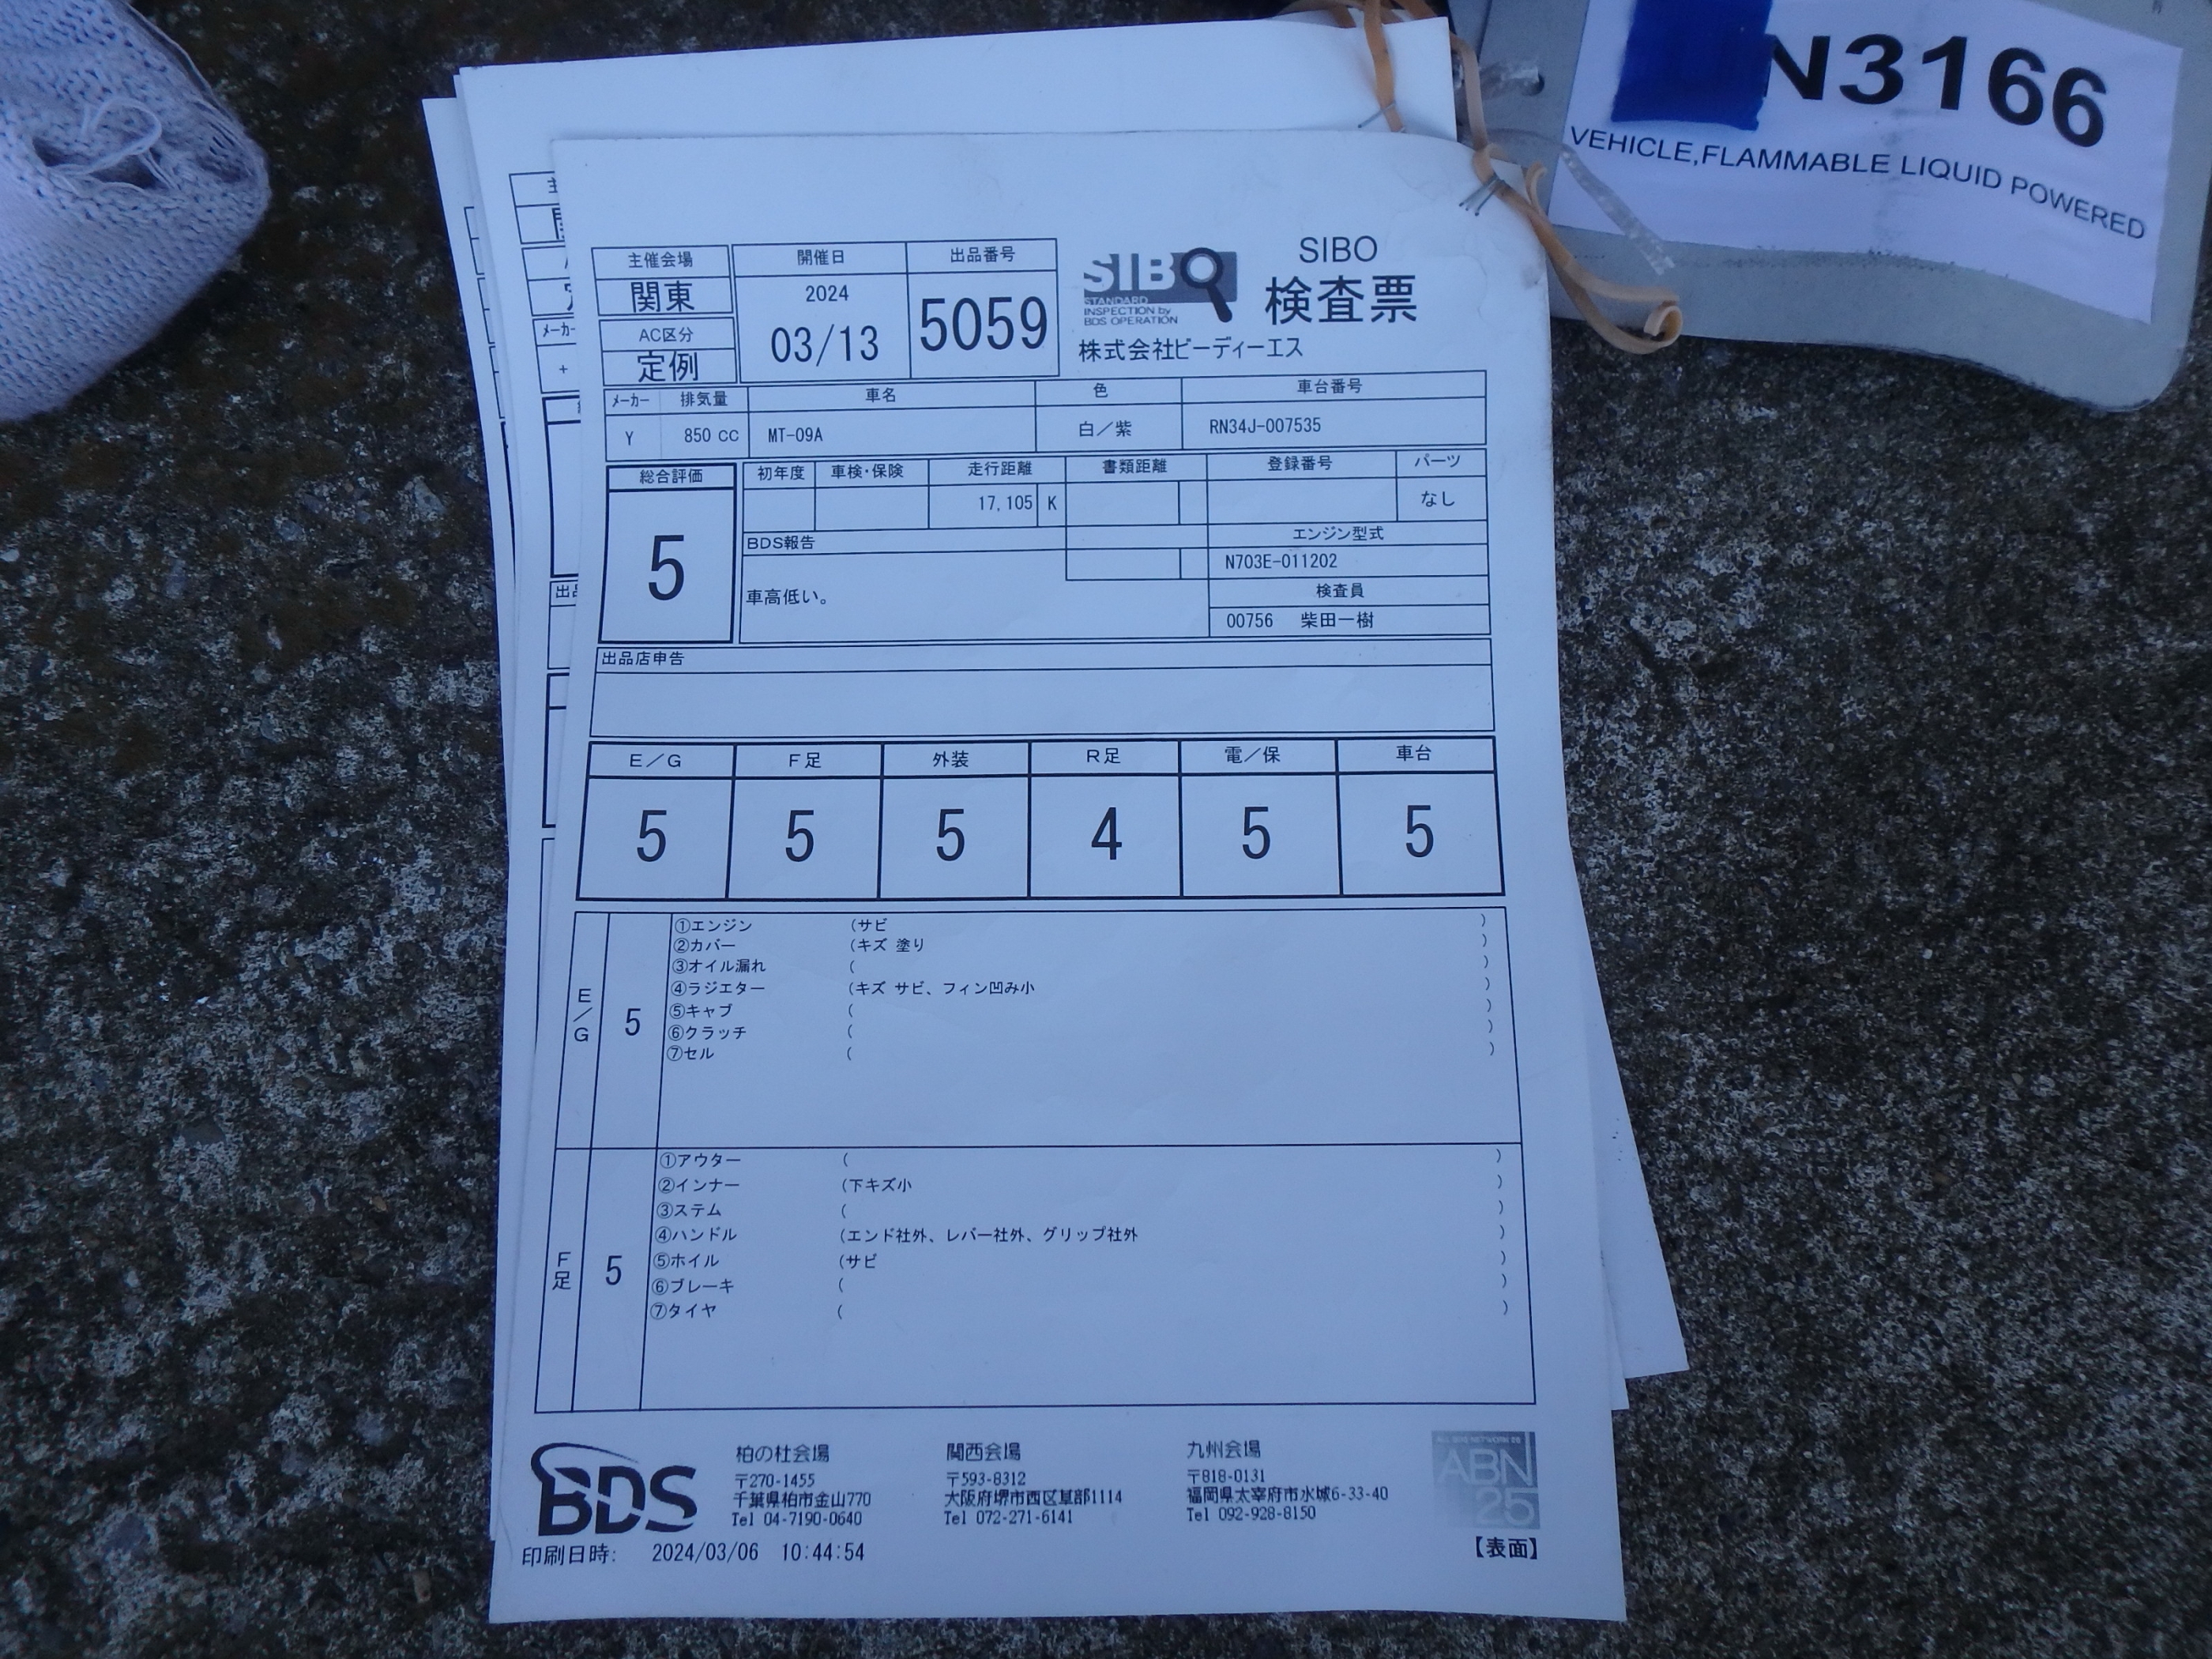 N3166
VEHICLE,FLAMMABLE LIQUID POWERED
主催会場 開催日 出品番号
関東 2024 03/13 5059
AC区分
定例
SIBO
STANDARD
INSPECTION by
BDS OPERATION
SIBO
検査票
株式会社ビーディーエス
メーカー 排気量 車名 色 車台番号
Y 850 CC MT-09A 白／紫 RN34J-007535
総合評価 初年度 車検・保険 走行距離 書類距離 登録番号 パーツ
5 17,105 K なし
BDS報告 エンジン型式
N703E-011202
車高低い。 検査員
00756 柴田一樹
出品店申告
E／G F足 外装 R足 電／保 車台
5 5 5 4 5 5
E／G 5
①エンジン (サビ )
②カバー (キズ 塗り )
③オイル漏れ ( )
④ラジエター (キズ サビ、フィン凹み小 )
⑤キャブ ( )
⑥クラッチ ( )
⑦セル ( )
F足 5
①アウター ( )
②インナー (下キズ小 )
③ステム ( )
④ハンドル (エンド社外、レバー社外、グリップ社外 )
⑤ホイル (サビ )
⑥ブレーキ ( )
⑦タイヤ ( )
BDS
柏の杜会場
〒270-1455
千葉県柏市金山770
Tel 04-7190-0640
関西会場
〒593-8312
大阪府堺市西区草部1114
Tel 072-271-6141
九州会場
〒818-0131
福岡県太宰府市水城6-33-40
Tel 092-928-8150
ABN
25
印刷日時: 2024/03/06 10:44:54
【表面】